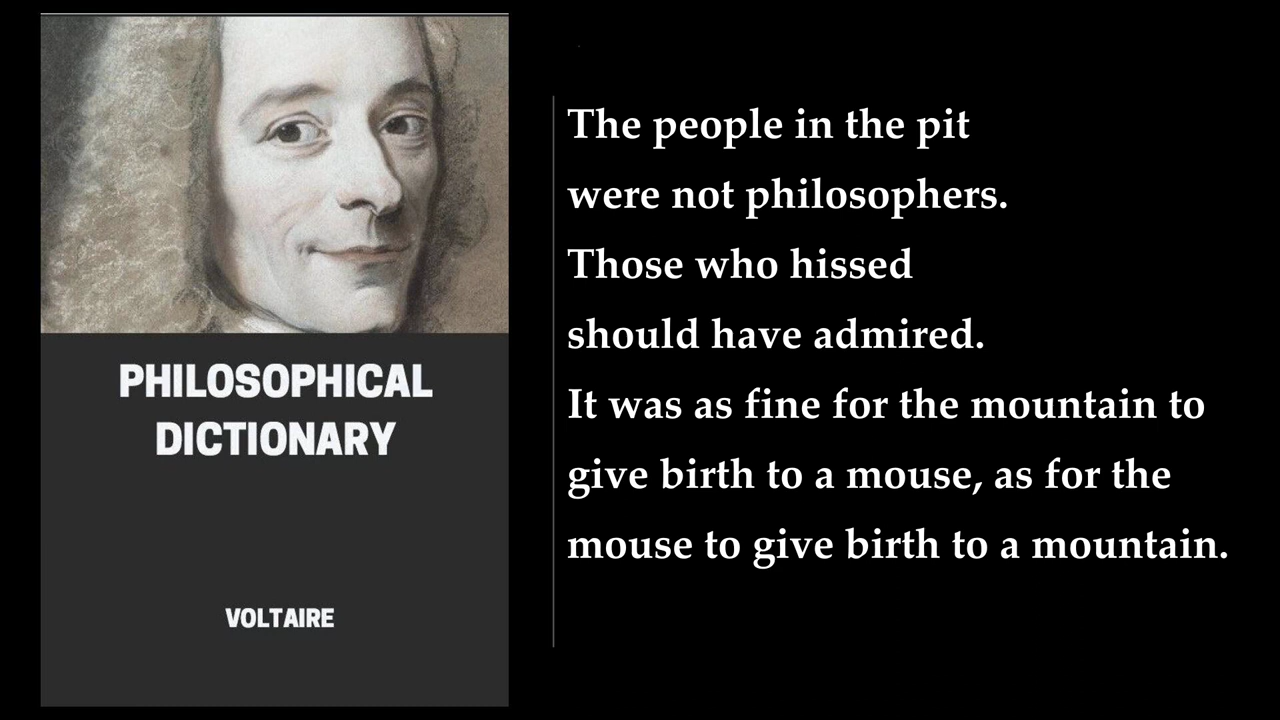 PHILOSOPHICAL
DICTIONARY
VOLTAIRE
The people in the pit
were not philosophers.
Those who hissed
should have admired.
It was as fine for the mountain to
give birth to a mouse, as for the
mouse to give birth to a mountain.